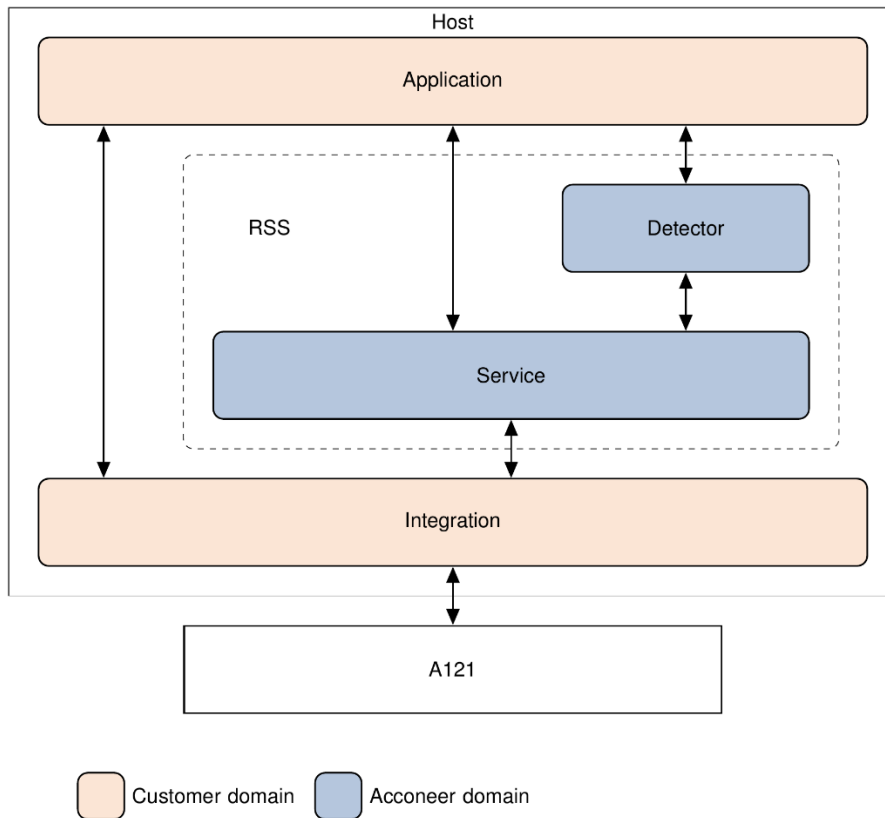 Host
Application
RSS
Detector
Service
Integration
A121
Customer domain
Acconeer domain